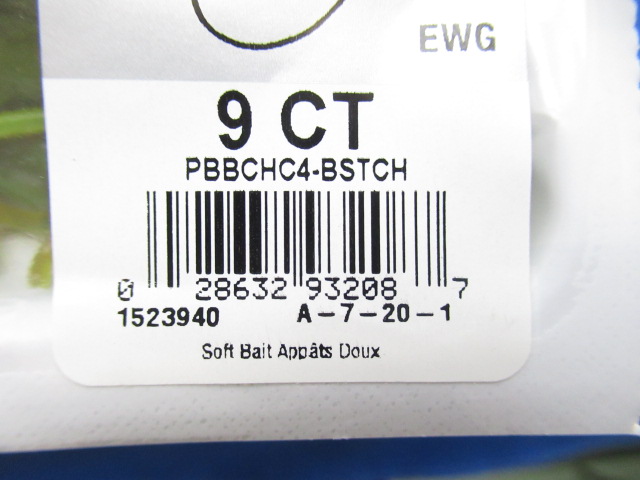 EWG
9 CT
PBBCHC4-BSTCH
0 28632 93208 7
1523940 A-7-20-1
Soft Bait Appâts Doux